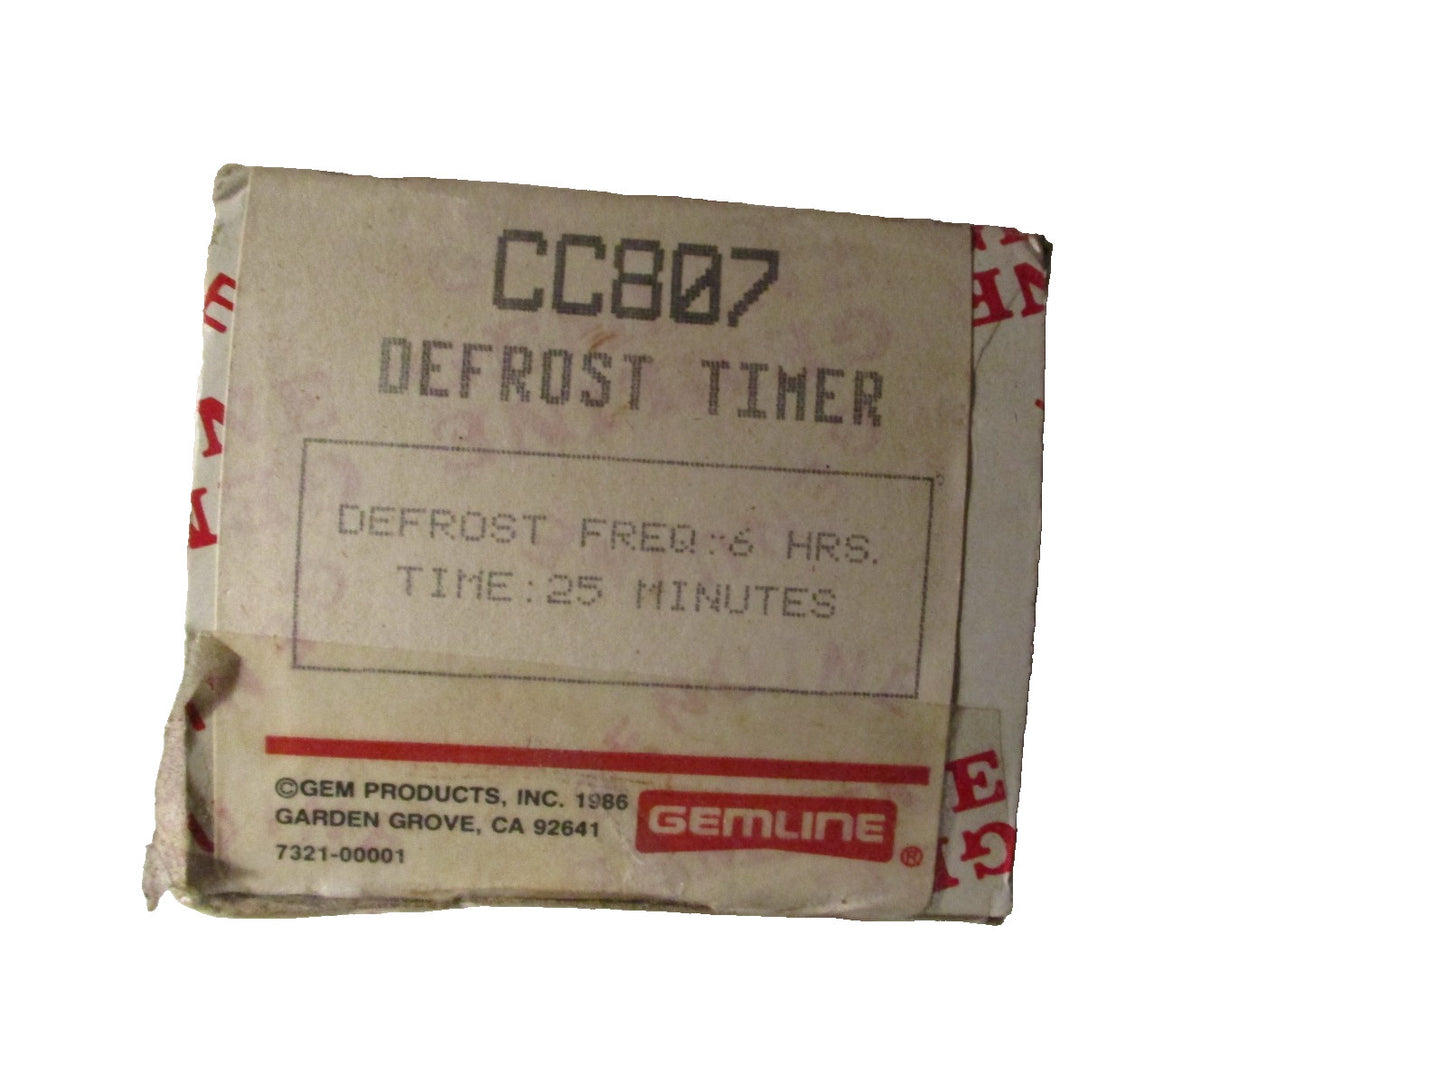 CC807
DEFROST TIMER
DEFROST FREQ:6 HRS.
TIME:25 MINUTES
©GEM PRODUCTS, INC. 1986
GARDEN GROVE, CA 92641
7321-00001
GEMLINE®